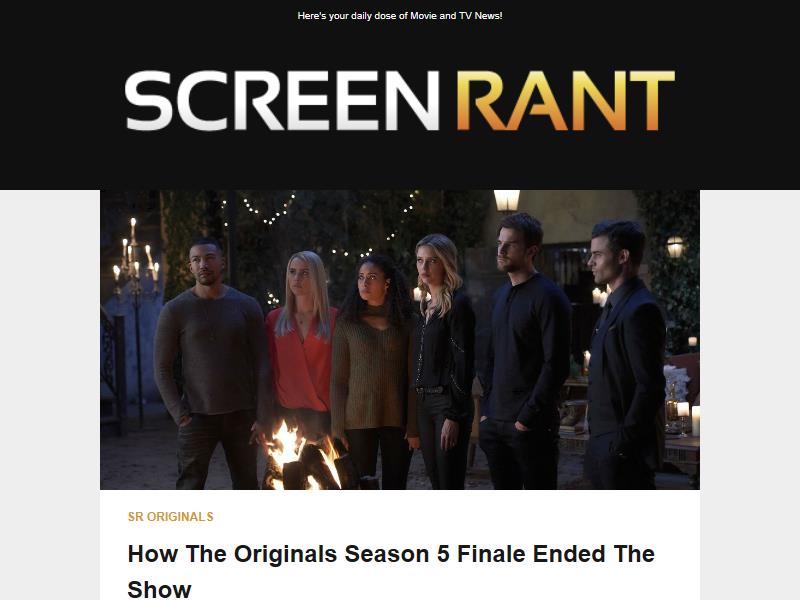 Here's your daily dose of Movie and TV News!
SCREEN RANT
SR ORIGINALS
How The Originals Season 5 Finale Ended The
Show